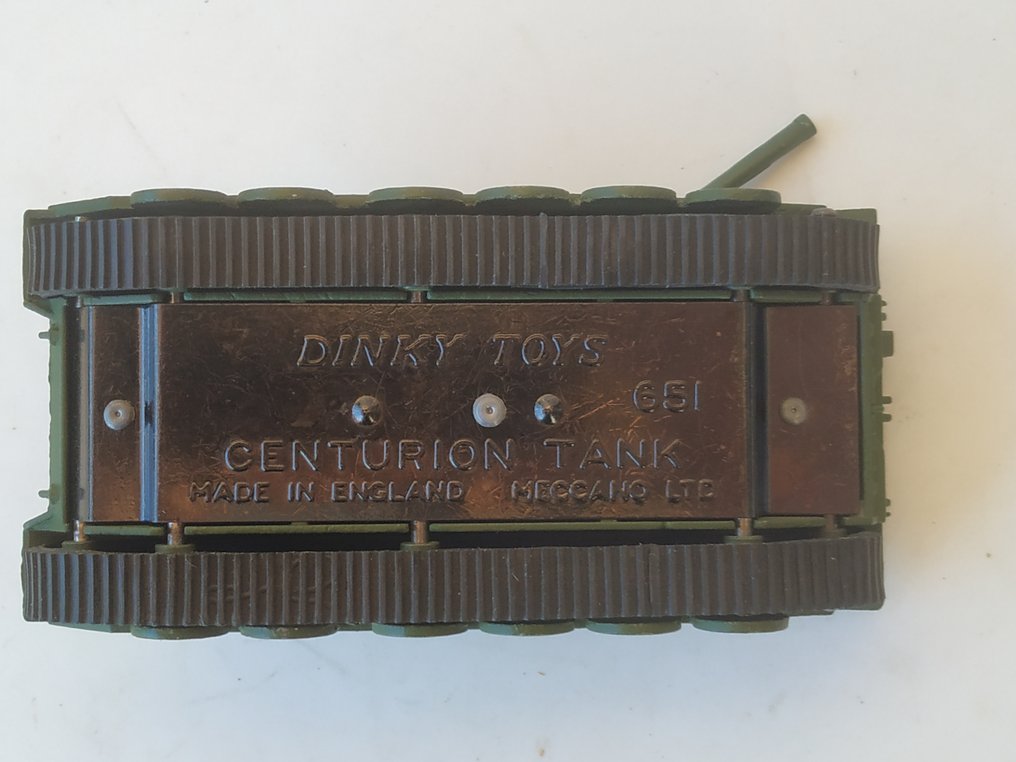 DINKY TOYS
651
CENTURION TANK
MADE IN ENGLAND MECCANO LTD